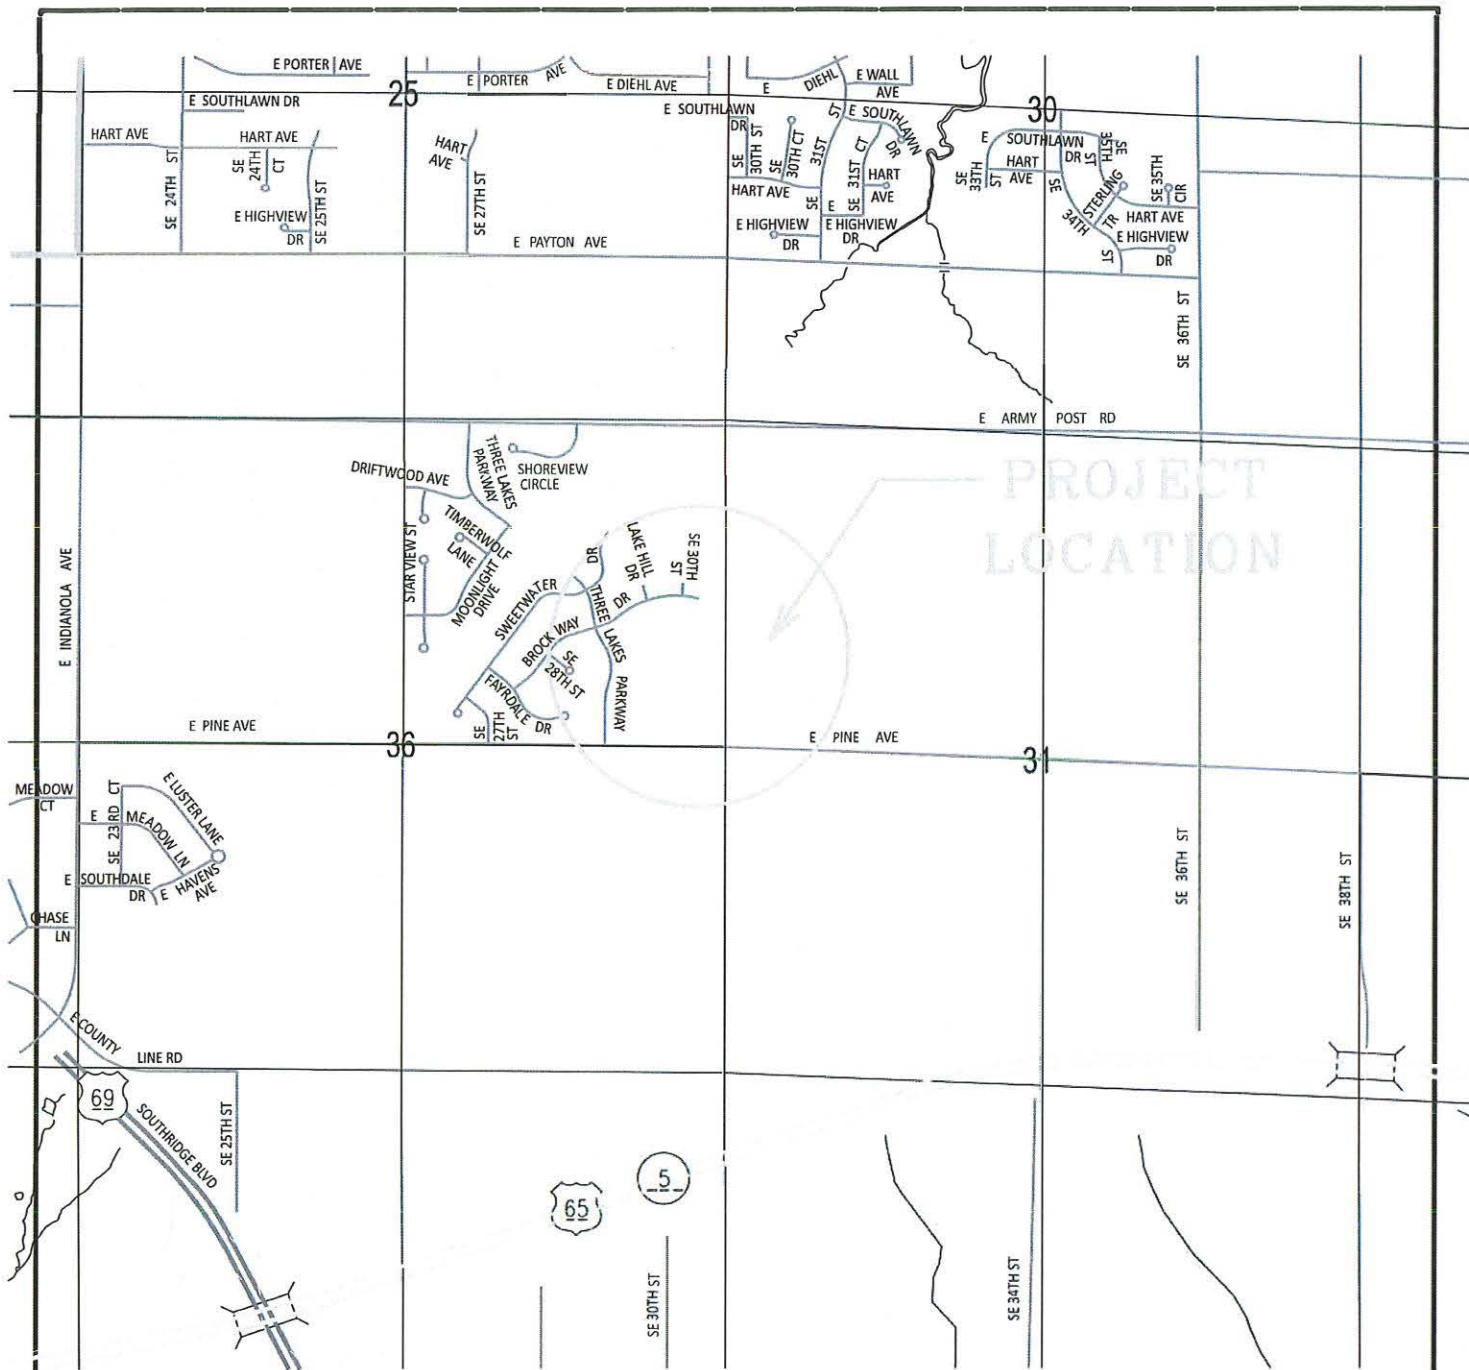 E PORTER AVE
E PORTER AVE
E DIEHL AVE
E DIEHL
E WALL
AVE
25
30
E SOUTHLAWN DR
E SOUTHLAWN
DR
E SOUTHLAWN
DR
E SOUTHLAWN
DR
HART AVE
HART AVE
HART
AVE
HART AVE
HART
AVE
HART
AVE
HART AVE
SE 24TH ST
SE
24TH
CT
SE 25TH ST
SE 27TH ST
SE
30TH ST
SE
30TH CT
SE 31ST ST
SE 31ST CT
SE
33TH
ST
SE
34TH
ST
SE
35TH
ST
SE 35TH
CIR
STERLING
TR
E HIGHVIEW
DR
E HIGHVIEW
DR
E HIGHVIEW
DR
E HIGHVIEW
DR
E PAYTON AVE
SE 36TH ST
E ARMY POST RD
PROJECT
LOCATION
THREE LAKES
PARKWAY
SHOREVIEW
CIRCLE
DRIFTWOOD AVE
TIMBERWOLF
LANE
STAR VIEW ST
MOONLIGHT
DRIVE
SWEETWATER DR
LAKE HILL
DR
SE 30TH
ST
BROCK WAY DR
THREE LAKES PARKWAY
SE
28TH ST
FAYRDALE DR
SE
27TH
ST
E INDIANOLA AVE
E PINE AVE
36
E PINE AVE
31
MEADOW
CT
E MEADOW LN
SE 23RD CT
E LUSTER LANE
E SOUTHDALE
DR
E HAVENS
AVE
CHASE
LN
SE 36TH ST
SE 38TH ST
E COUNTY
LINE RD
69
SOUTHRIDGE BLVD
SE 25TH ST
65
5
SE 30TH ST
SE 34TH ST